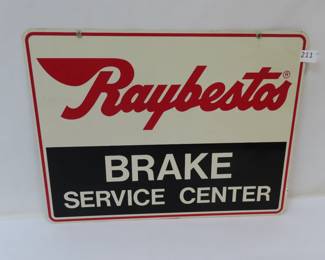 Raybestos®
BRAKE
SERVICE CENTER
211